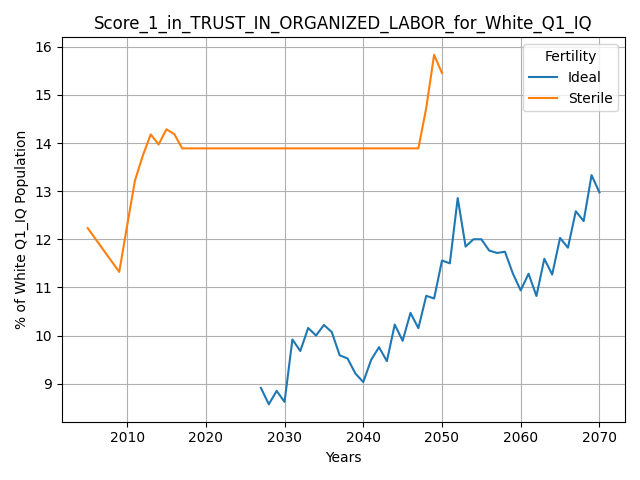 Score_1_in_TRUST_IN_ORGANIZED_LABOR_for_White_Q1_IQ
Fertility
Ideal
Sterile
% of White Q1_IQ Population
16
15
14
13
12
11
10
9
2010 2020 2030 2040 2050 2060 2070
Years